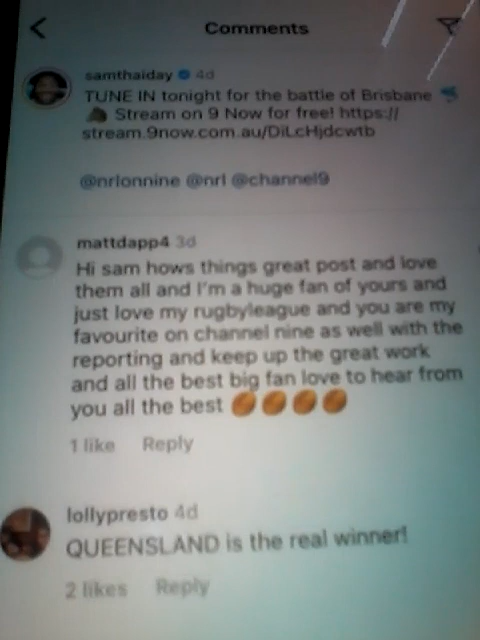 Comments
samthaiday 4d
TUNE IN tonight for the battle of Brisbane
Stream on 9 Now for free! https://
stream.9now.com.au/DiLcHjdcwtb
@nrlonnine @nrl @channel9
mattdapp4 3d
Hi sam hows things great post and love
them all and I'm a huge fan of yours and
just love my rugbyleague and you are my
favourite on channel nine as well with the
reporting and keep up the great work
and all the best big fan love to hear from
you all the best 🏉🏉🏉🏉
1 like Reply
lollypresto 4d
QUEENSLAND is the real winner!
2 likes Reply